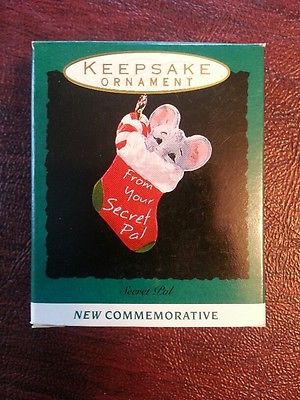 KEEPSAKE
ORNAMENT
From
Your
Secret
Pal
Secret Pal
NEW COMMEMORATIVE